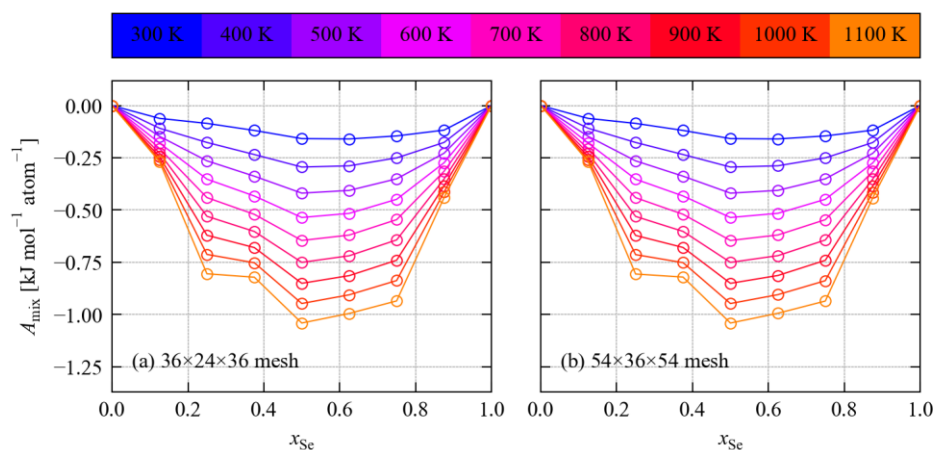 300 K 400 K 500 K 600 K 700 K 800 K 900 K 1000 K 1100 K
A_mix [kJ mol⁻¹ atom⁻¹]
0.00
−0.25
−0.50
−0.75
−1.00
−1.25
(a) 36×24×36 mesh
(b) 54×36×54 mesh
0.0 0.2 0.4 0.6 0.8 1.0
0.0 0.2 0.4 0.6 0.8 1.0
x_Se
x_Se